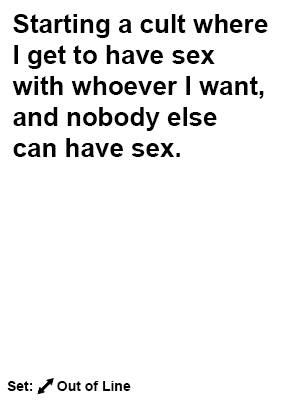 Starting a cult where
I get to have sex
with whoever I want,
and nobody else
can have sex.
Set: Out of Line